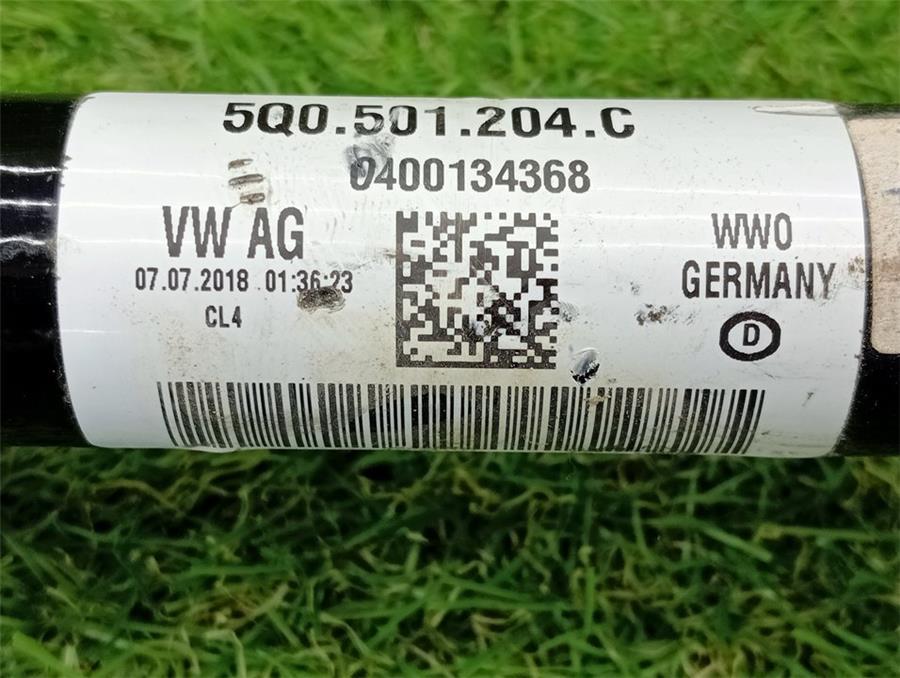 5Q0.501.204.C
0400134368
VW AG
07.07.2018 01:36:23
CL4
WWO
GERMANY
D